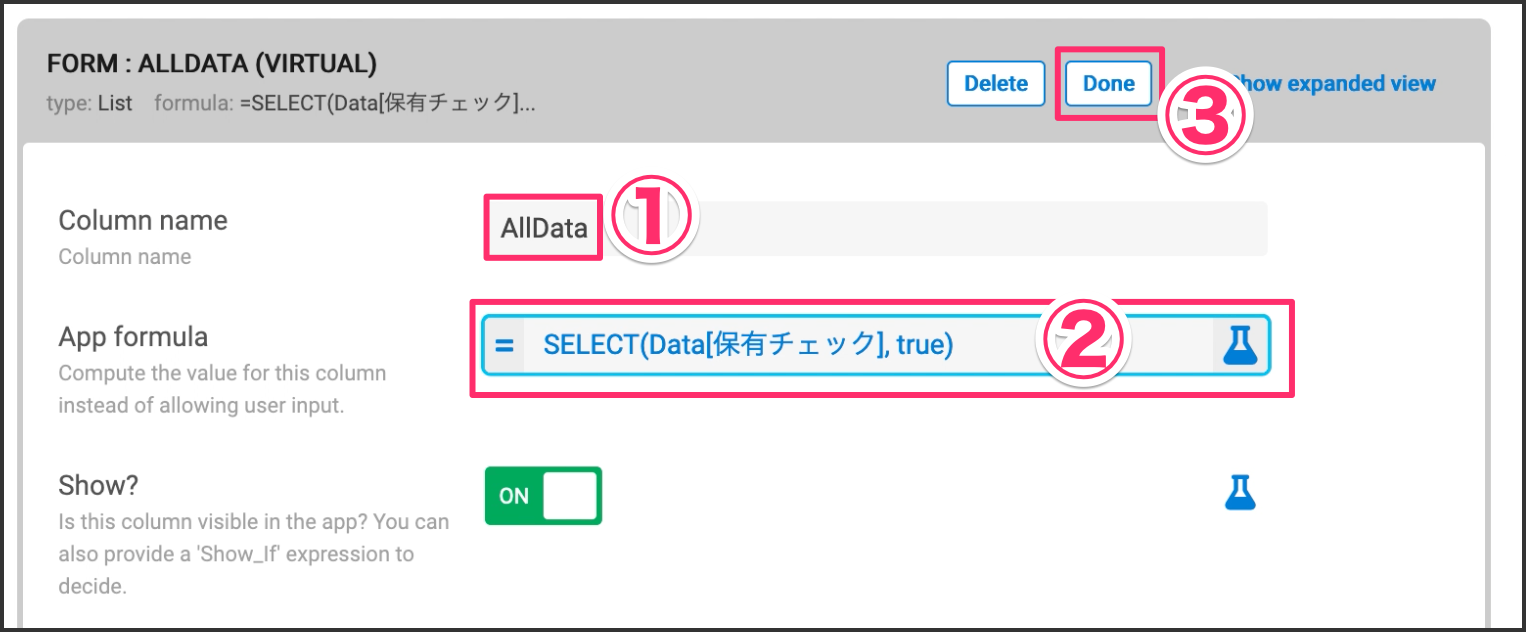 FORM : ALLDATA (VIRTUAL)
type: List formula: =SELECT(Data[保有チェック]...
Delete
Done
③
how expanded view
Column name
Column name
AllData
①
App formula
Compute the value for this column
instead of allowing user input.
= SELECT(Data[保有チェック], true)
②
Show?
Is this column visible in the app? You can
also provide a 'Show_If' expression to
decide.
ON